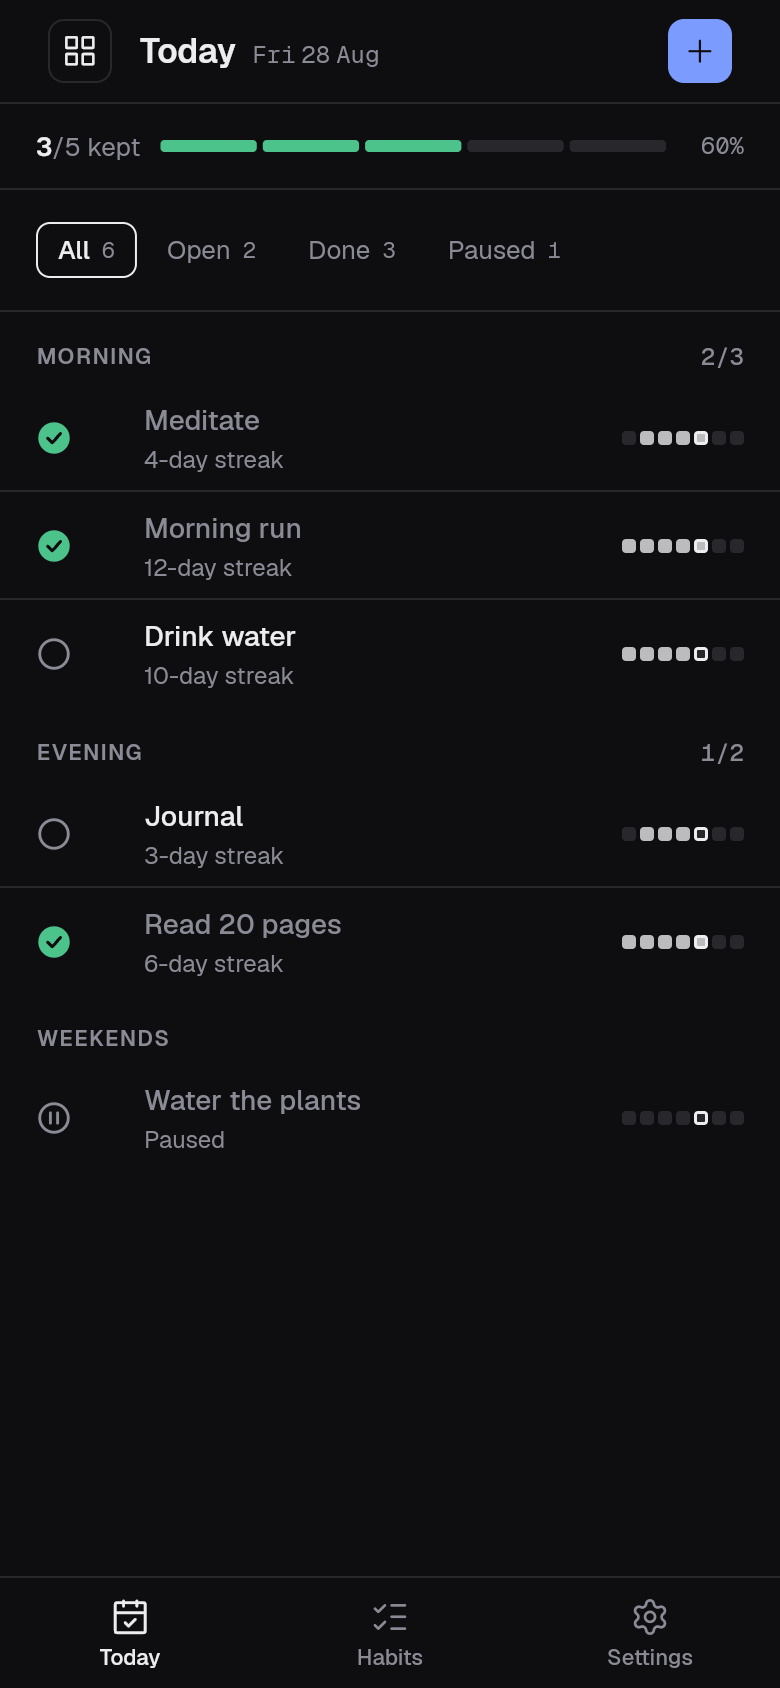 Today Fri 28 Aug
3/5 kept 60%
All 6 Open 2 Done 3 Paused 1
MORNING 2/3
Meditate
4-day streak
Morning run
12-day streak
Drink water
10-day streak
EVENING 1/2
Journal
3-day streak
Read 20 pages
6-day streak
WEEKENDS
Water the plants
Paused
Today Habits Settings